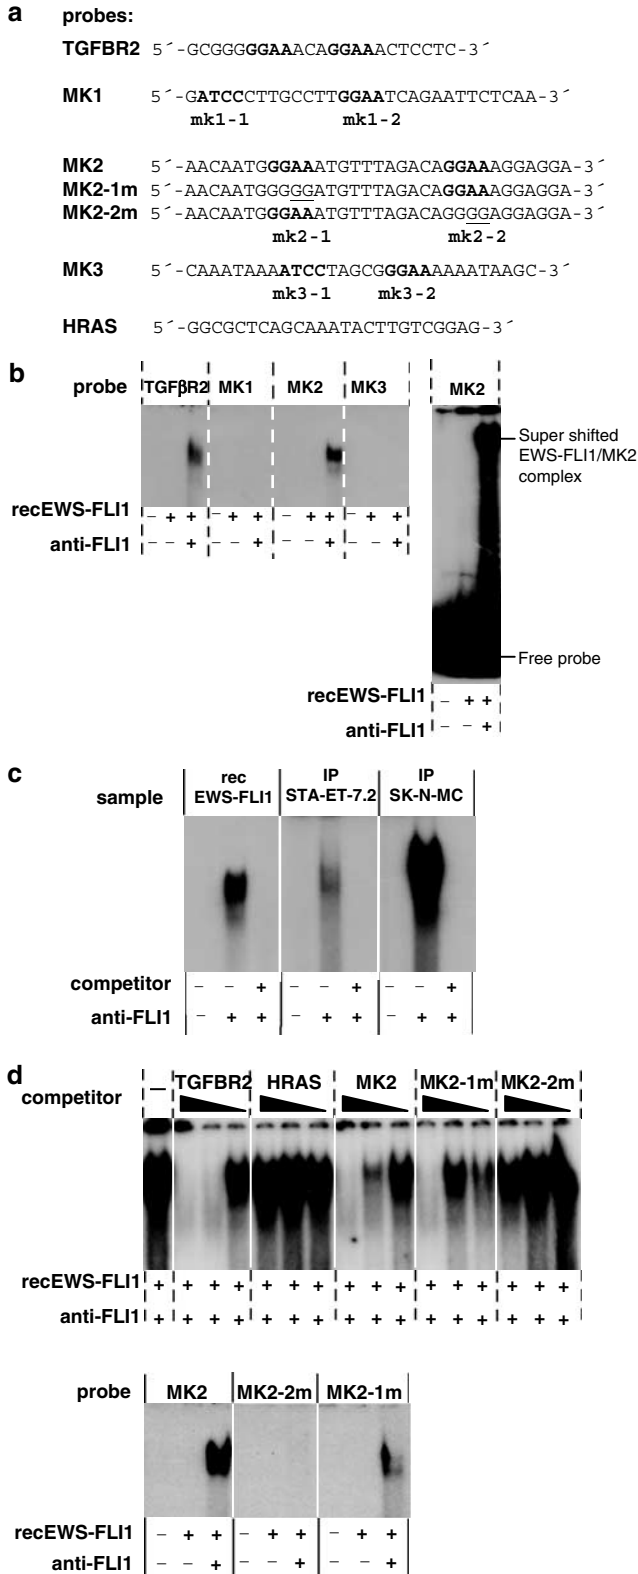 a probes:
TGFBR2 5´-GCGGGGGAAACAGGAAACTCCTC-3´
MK1 5´-GATCCCTTGCCTTGGAATCAGAATTCTCAA-3´
mk1-1 mk1-2
MK2 5´-AACAATGGGAAATGTTTAGACAGGAAAGGAGGA-3´
MK2-1m 5´-AACAATGGGGGATGTTTAGACAGGAAAGGAGGA-3´
MK2-2m 5´-AACAATGGGAAATGTTTAGACAGGGGAGGAGGA-3´
mk2-1 mk2-2
MK3 5´-CAAATAAAATCCTAGCGGGAAAAAATAAGC-3´
mk3-1 mk3-2
HRAS 5´-GGCGCTCAGCAAATACTTGTCGGAG-3´
b
probe TGFβR2 MK1 MK2 MK3
recEWS-FLI1 – + + – + + – + + – + +
anti-FLI1 – – + – – + – – + – – +
MK2
Super shifted
EWS-FLI1/MK2
complex
Free probe
recEWS-FLI1 – + +
anti-FLI1 – – +
c
sample rec EWS-FLI1 IP STA-ET-7.2 IP SK-N-MC
competitor – – + – – + – – +
anti-FLI1 – + + – + + – + +
d
competitor — TGFBR2 HRAS MK2 MK2-1m MK2-2m
recEWS-FLI1 + + + + + + + + + + + + + + + +
anti-FLI1 + + + + + + + + + + + + + + + +
probe MK2 MK2-2m MK2-1m
recEWS-FLI1 – + + – + + – + +
anti-FLI1 – – + – – + – – +